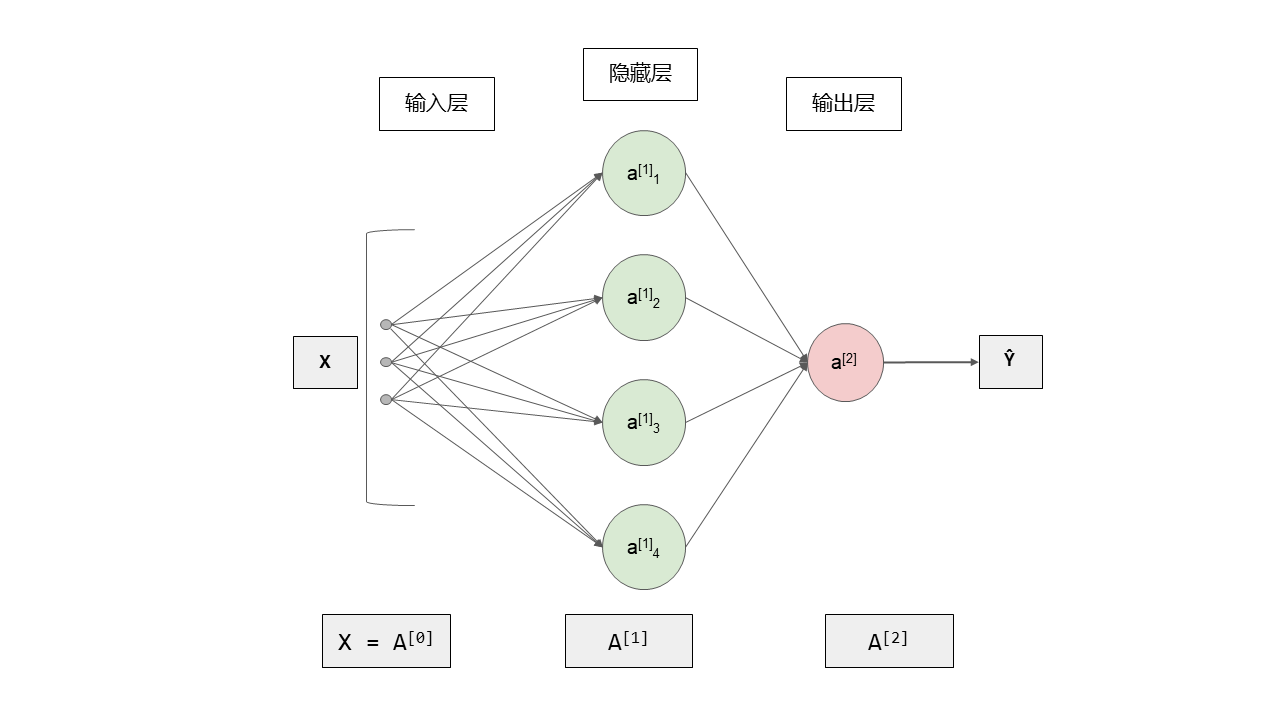 隐藏层
输入层
输出层
a[1]1
a[1]2
X
a[2]
Ŷ
a[1]3
a[1]4
X = A[0]
A[1]
A[2]